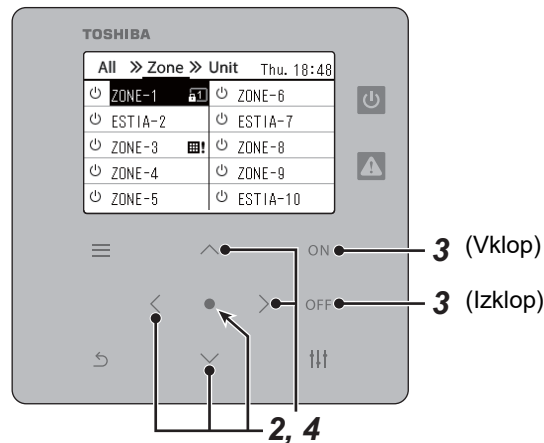 TOSHIBA
All » Zone » Unit Thu. 18:48
ZONE-1 1 ZONE-6
ESTIA-2 ESTIA-7
ZONE-3 ! ZONE-8
ZONE-4 ZONE-9
ZONE-5 ESTIA-10
ON 3 (Vklop)
OFF 3 (Izklop)
2, 4